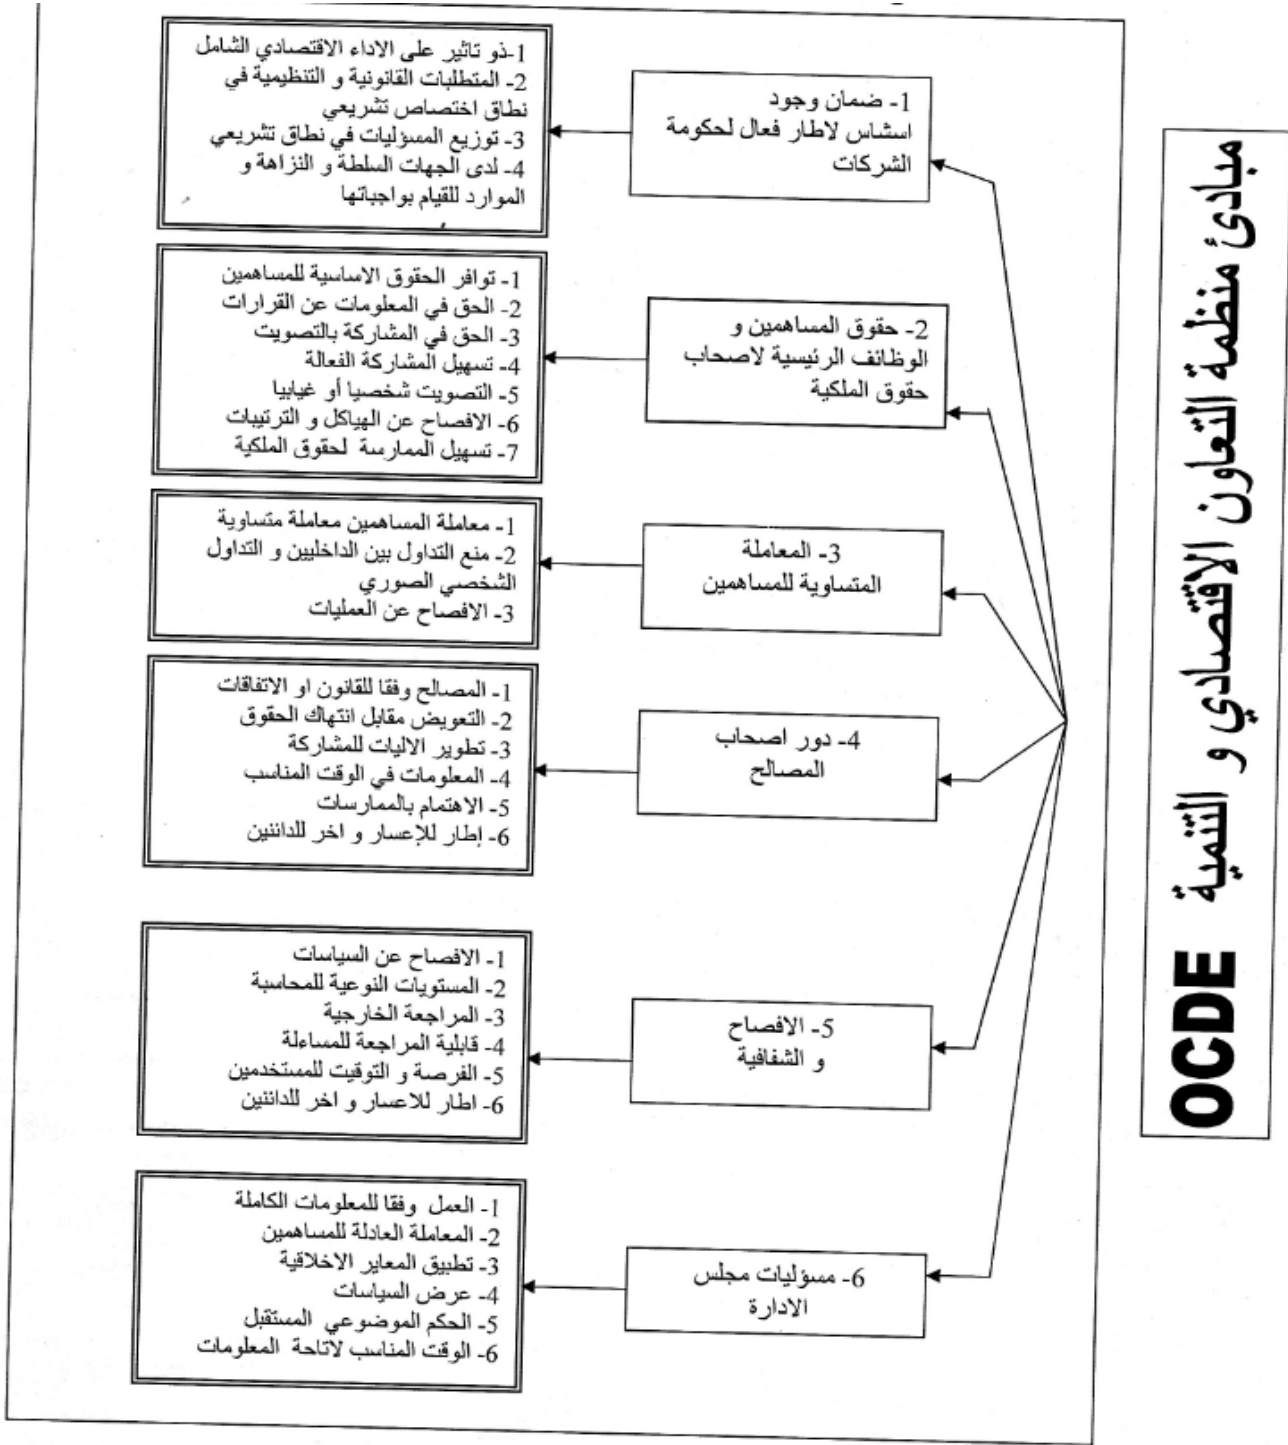 مبادئ منظمة التعاون الاقتصادي و التنمية OCDE
1- ضمان وجود
اسشاس لاطار فعال لحكومة
الشركات
1-ذو تاثير على الاداء الاقتصادي الشامل
2- المتطلبات القانونية و التنظيمية في
نطاق اختصاص تشريعي
3- توزيع المسؤليات في نطاق تشريعي
4- لدى الجهات السلطة و النزاهة و
الموارد للقيام بواجباتها
2- حقوق المساهمين و
الوظائف الرئيسية لاصحاب
حقوق الملكية
1- توافر الحقوق الاساسية للمساهمين
2- الحق في المعلومات عن القرارات
3- الحق في المشاركة بالتصويت
4- تسهيل المشاركة الفعالة
5- التصويت شخصيا أو غيابيا
6- الافصاح عن الهياكل و الترتيبات
7- تسهيل الممارسة لحقوق الملكية
3- المعاملة
المتساوية للمساهمين
1- معاملة المساهمين معاملة متساوية
2- منع التداول بين الداخليين و التداول
الشخصي الصوري
3- الافصاح عن العمليات
4- دور اصحاب
المصالح
1- المصالح وفقا للقانون او الاتفاقات
2- التعويض مقابل انتهاك الحقوق
3- تطوير الاليات للمشاركة
4- المعلومات في الوقت المناسب
5- الاهتمام بالممارسات
6- إطار للإعسار و اخر للدائنين
5- الافصاح
و الشفافية
1- الافصاح عن السياسات
2- المستويات النوعية للمحاسبة
3- المراجعة الخارجية
4- قابلية المراجعة للمساءلة
5- الفرصة و التوقيت للمستخدمين
6- اطار للاعسار و اخر للدائنين
6- مسؤليات مجلس
الادارة
1- العمل وفقا للمعلومات الكاملة
2- المعاملة العادلة للمساهمين
3- تطبيق المعاير الاخلاقية
4- عرض السياسات
5- الحكم الموضوعي المستقبل
6- الوقت المناسب لاتاحة المعلومات